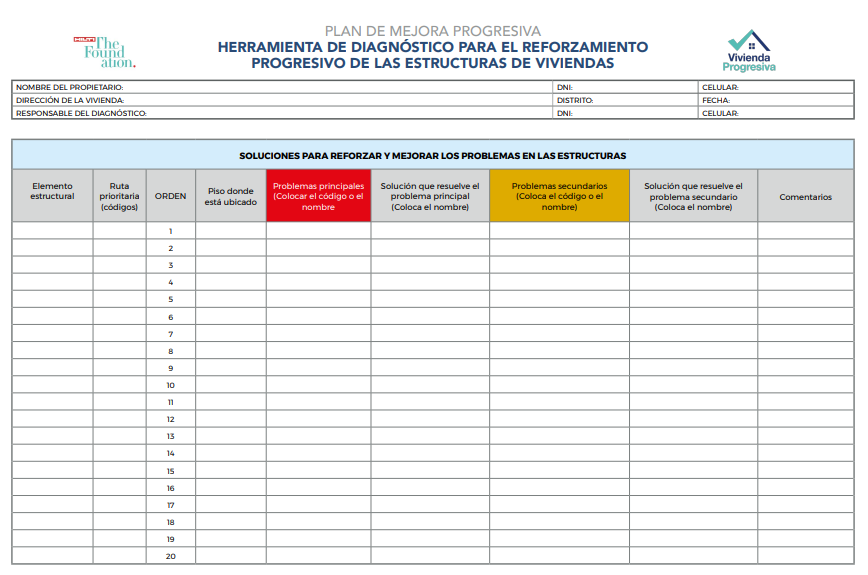 PLAN DE MEJORA PROGRESIVA
HILTI
The
Found
ation.
HERRAMIENTA DE DIAGNÓSTICO PARA EL REFORZAMIENTO
PROGRESIVO DE LAS ESTRUCTURAS DE VIVIENDAS
Vivienda
Progresiva
NOMBRE DEL PROPIETARIO: DNI: CELULAR:
DIRECCIÓN DE LA VIVIENDA: DISTRITO: FECHA:
RESPONSABLE DEL DIAGNÓSTICO: DNI: CELULAR:
SOLUCIONES PARA REFORZAR Y MEJORAR LOS PROBLEMAS EN LAS ESTRUCTURAS
Elemento
estructural
Ruta
prioritaria
(códigos)
ORDEN
Piso donde
está ubicado
Problemas principales
(Colocar el código o el
nombre
Solución que resuelve el
problema principal
(Coloca el nombre)
Problemas secundarios
(Coloca el código o el
nombre)
Solución que resuelve el
problema secundario
(Coloca el nombre)
Comentarios
1
2
3
4
5
6
7
8
9
10
11
12
13
14
15
16
17
18
19
20